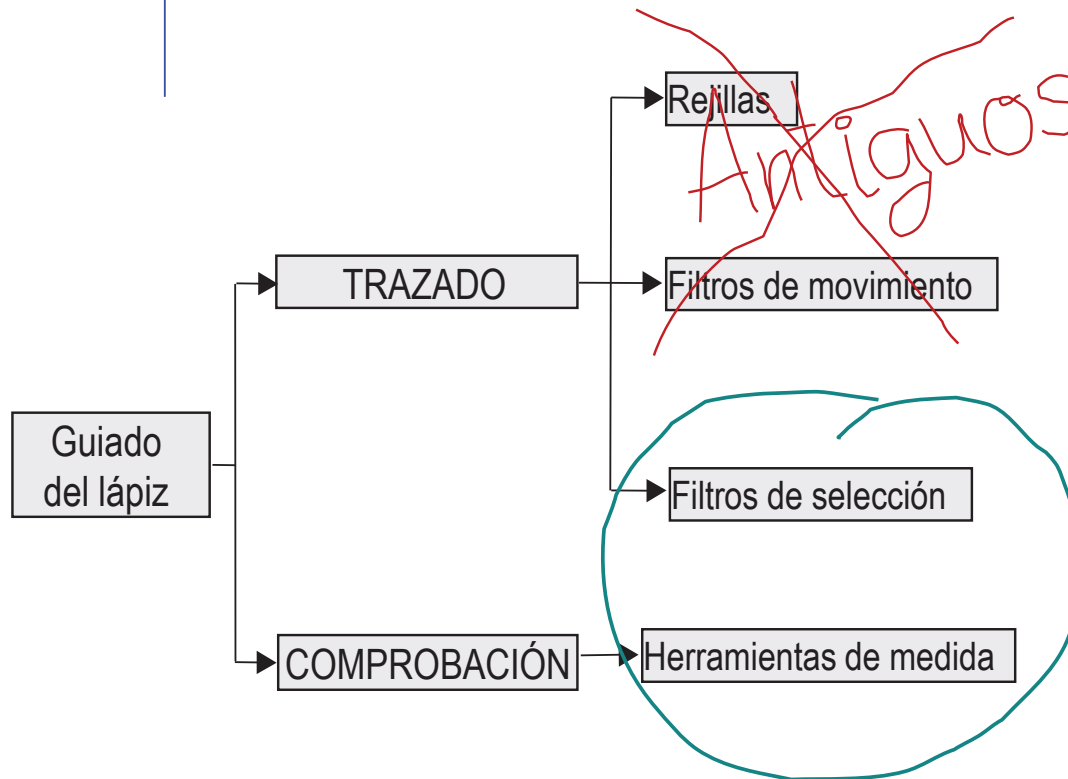 Rejillas
Antiguos
TRAZADO
Filtros de movimiento
Guiado
del lápiz
Filtros de selección
COMPROBACIÓN
Herramientas de medida